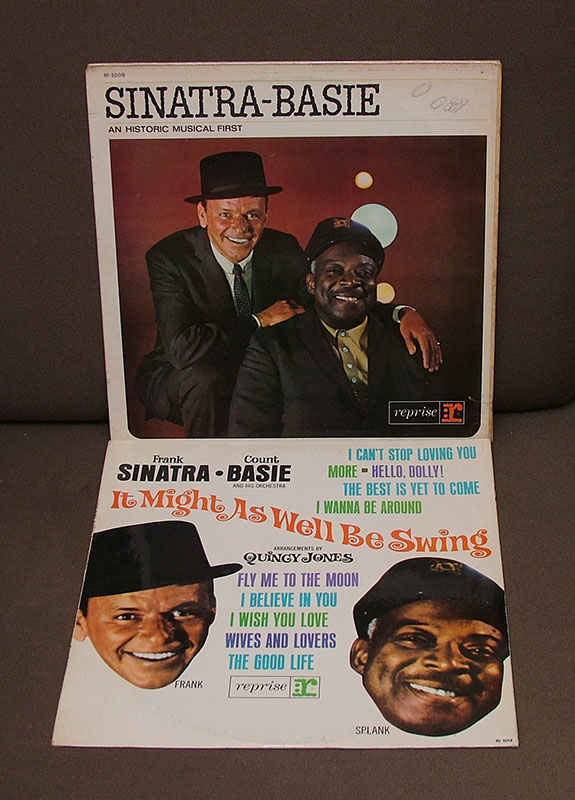 R1-1008
SINATRA-BASIE
AN HISTORIC MUSICAL FIRST
reprise r:
Frank Count
SINATRA • BASIE
AND HIS ORCHESTRA
I CAN'T STOP LOVING YOU
MORE - HELLO, DOLLY!
THE BEST IS YET TO COME
I WANNA BE AROUND
It Might As Well Be Swing
ARRANGEMENTS BY
QUINCY JONES
FLY ME TO THE MOON
I BELIEVE IN YOU
I WISH YOU LOVE
WIVES AND LOVERS
THE GOOD LIFE
reprise r:
FRANK
SPLANK